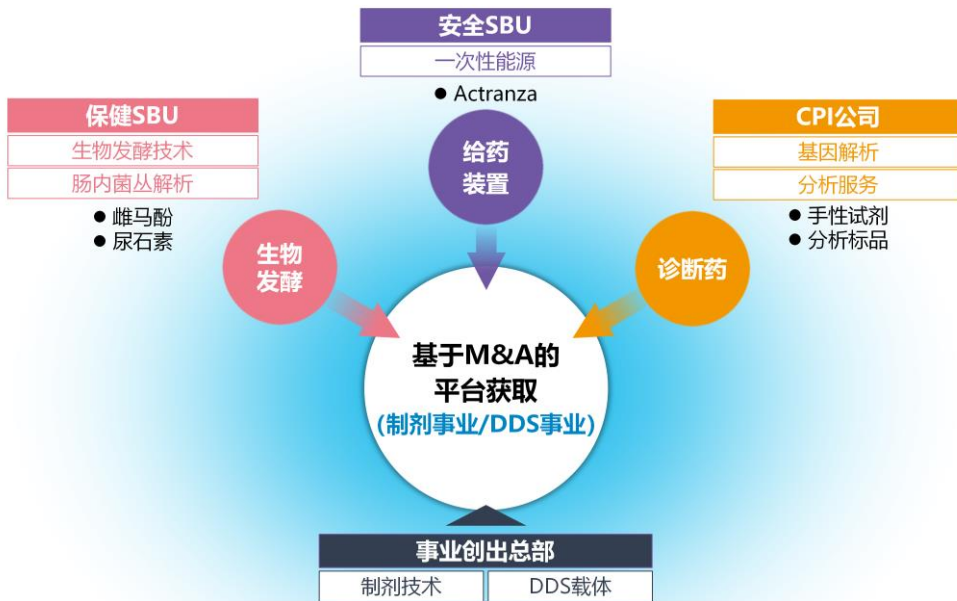 安全SBU
一次性能源
● Actranza
保健SBU
生物发酵技术
肠内菌丛解析
● 雌马酚
● 尿石素
CPI公司
基因解析
分析服务
● 手性试剂
● 分析标品
给药
装置
生物
发酵
诊断药
基于M&A的
平台获取
(制剂事业/DDS事业)
事业创出总部
制剂技术
DDS载体